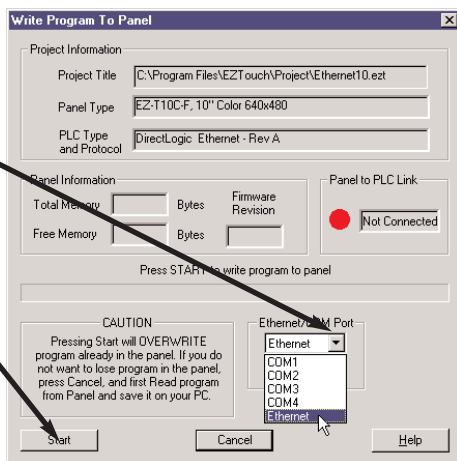 Write Program To Panel
Project Information
Project Title C:\Program Files\EZTouch\Project\Ethernet10.ezt
Panel Type EZ-T10C-F, 10" Color 640x480
PLC Type and Protocol DirectLogic Ethernet - Rev A
Panel Information
Total Memory Bytes Firmware Revision
Free Memory Bytes
Panel to PLC Link
Not Connected
Press START to write program to panel
CAUTION
Pressing Start will OVERWRITE
program already in the panel. If you do
not want to lose program in the panel,
press Cancel, and first Read program
from Panel and save it on your PC.
Ethernet/COM Port
Ethernet
COM1
COM2
COM3
COM4
Ethernet
Start
Cancel
Help